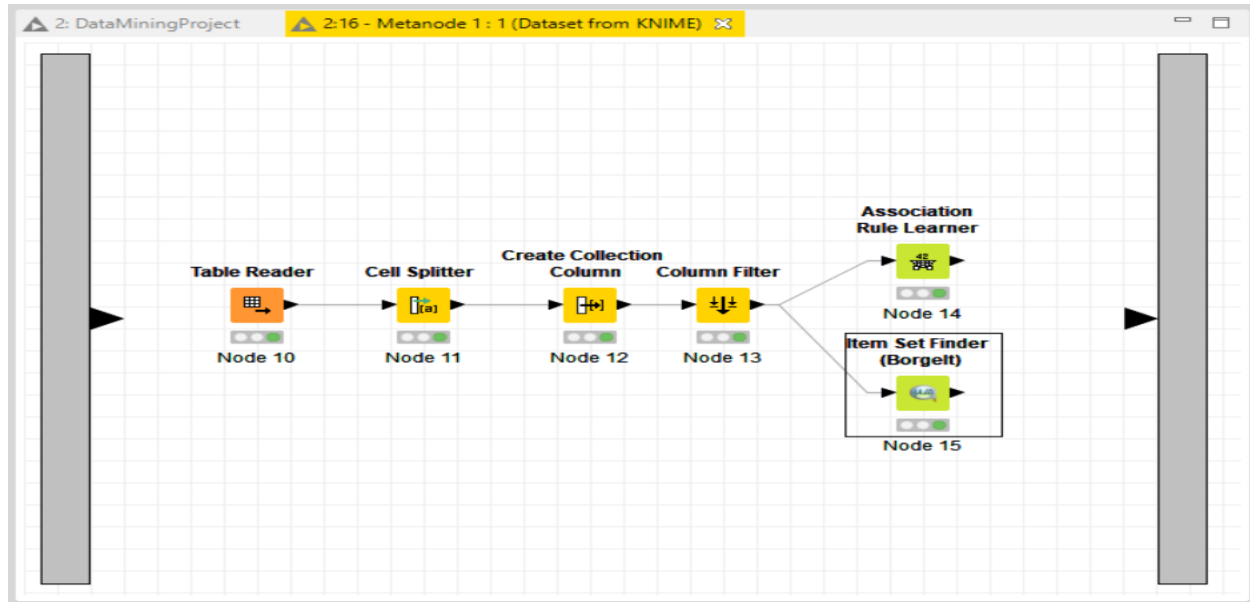 2: DataMiningProject
2:16 - Metanode 1 : 1 (Dataset from KNIME)
Association
Rule Learner
Node 14
Table Reader
Node 10
Cell Splitter
[a]
Node 11
Create Collection
Column
Node 12
Column Filter
Node 13
Item Set Finder
(Borgelt)
Node 15